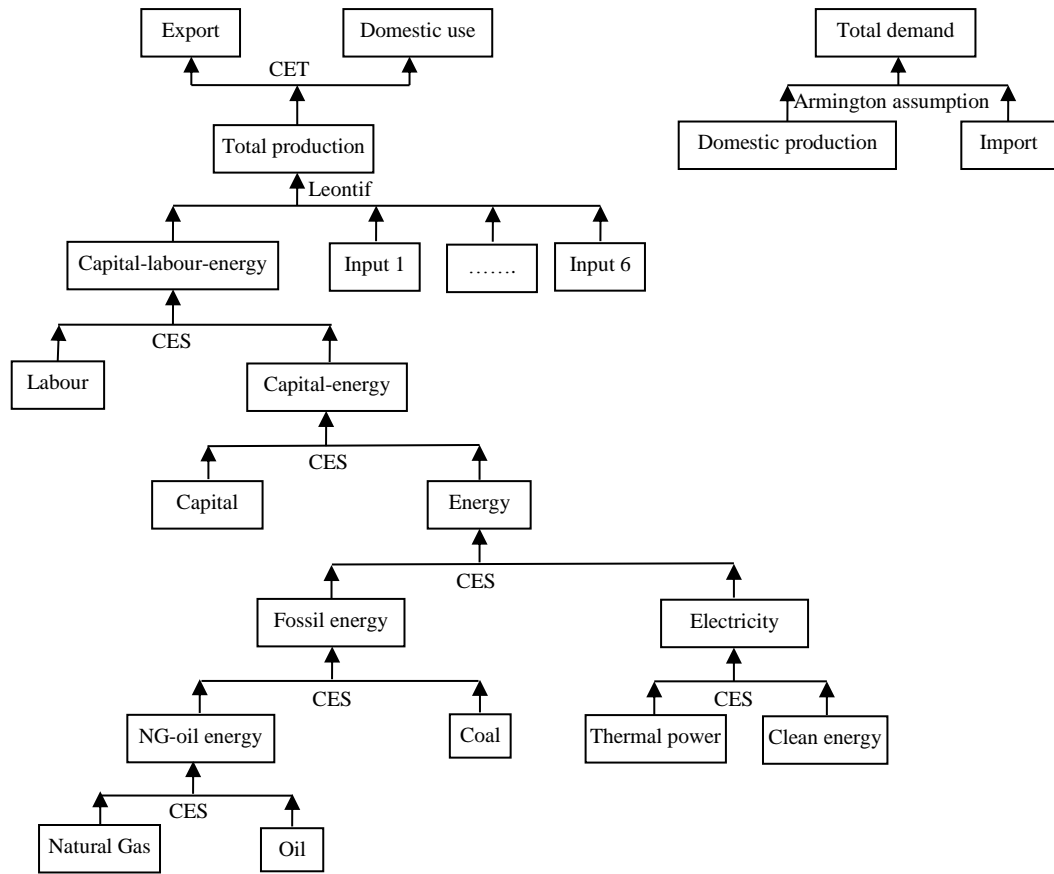 Export
Domestic use
Total demand
CET
Armington assumption
Total production
Domestic production
Import
Leontif
Capital-labour-energy
Input 1
…….
Input 6
CES
Labour
Capital-energy
CES
Capital
Energy
CES
Fossil energy
Electricity
CES
CES
NG-oil energy
Coal
Thermal power
Clean energy
CES
Natural Gas
Oil